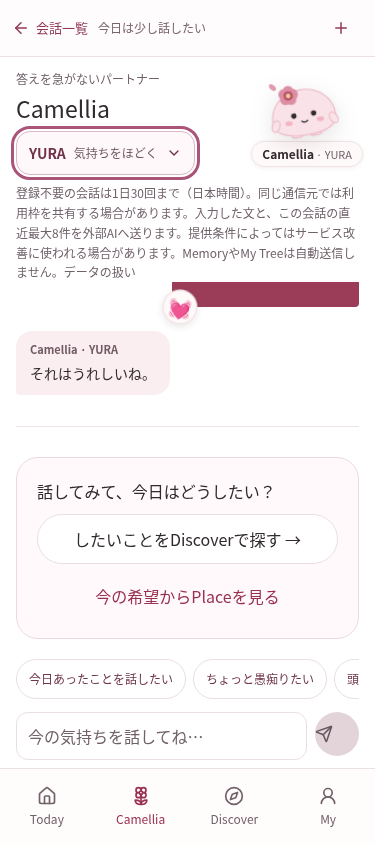 会話一覧 今日は少し話したい
答えを急がないパートナー
Camellia
YURA 気持ちをほどく
Camellia · YURA
登録不要の会話は1日30回まで（日本時間）。同じ通信元では利
用枠を共有する場合があります。入力した文と、この会話の直
近最大8件を外部AIへ送ります。提供条件によってはサービス改
善に使われる場合があります。MemoryやMy Treeは自動送信し
ません。データの扱い
Camellia · YURA
それはうれしいね。
話してみて、今日はどうしたい？
したいことをDiscoverで探す →
今の希望からPlaceを見る
今日あったことを話したい ちょっと愚痴りたい 頭
今の気持ちを話してね…
Today Camellia Discover My